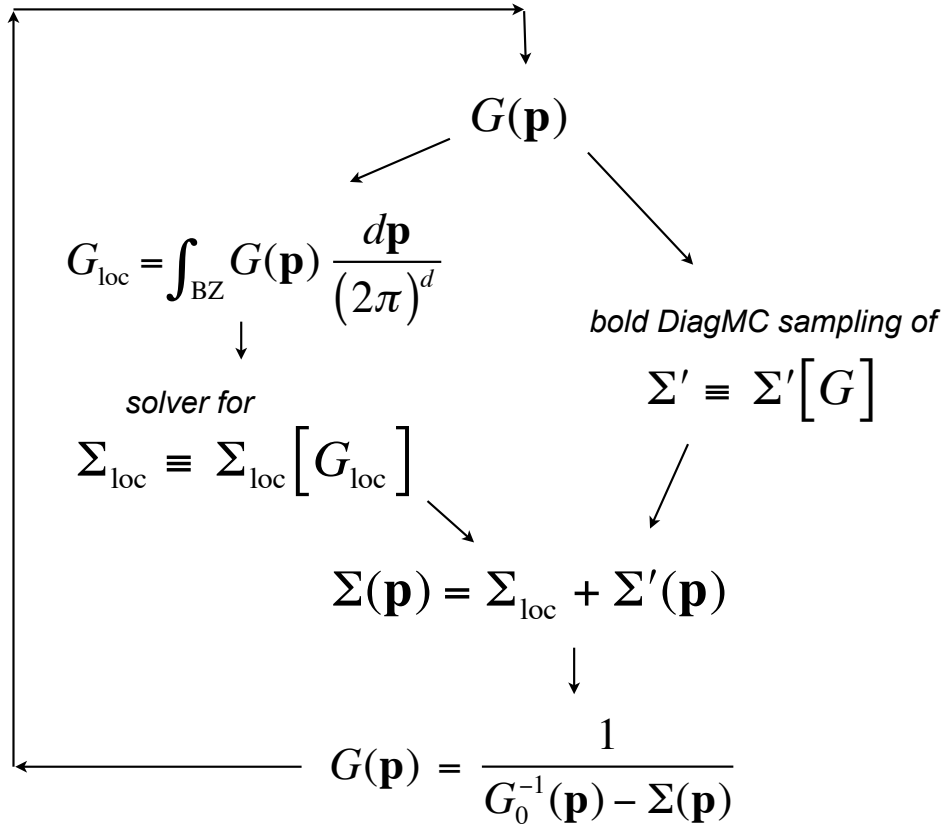 G(𝐩)
G_loc = ∫_BZ G(𝐩) d𝐩 / (2π)^d
bold DiagMC sampling of
Σ′ ≡ Σ′[G]
solver for
Σ_loc ≡ Σ_loc[G_loc]
Σ(𝐩) = Σ_loc + Σ′(𝐩)
G(𝐩) = 1 / (G_0^{-1}(𝐩) − Σ(𝐩))